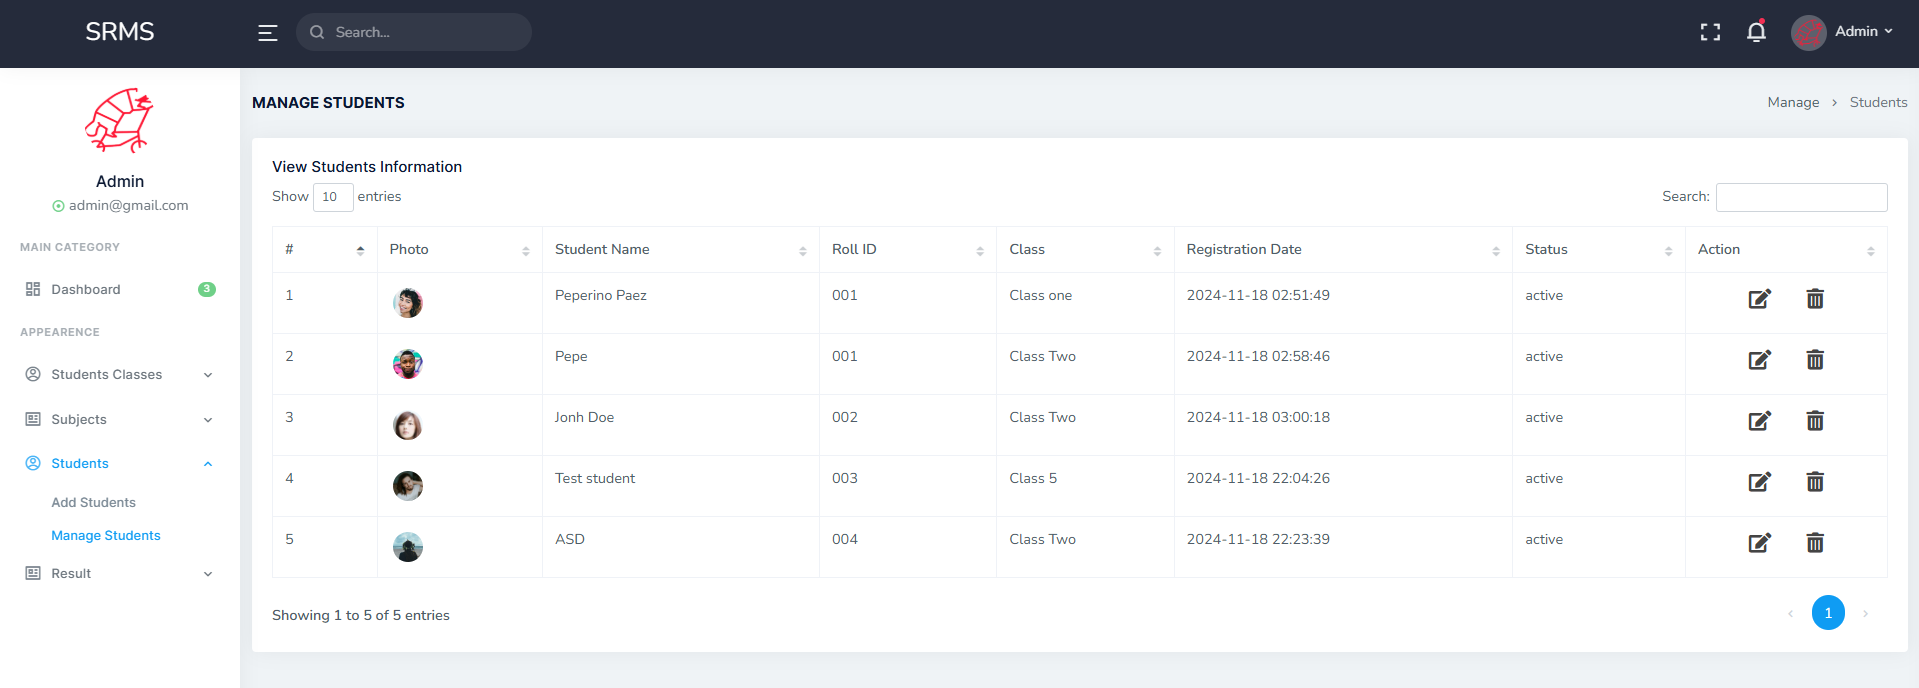 SRMS
Search...
Admin
Admin
admin@gmail.com
MAIN CATEGORY
Dashboard 3
APPEARENCE
Students Classes
Subjects
Students
Add Students
Manage Students
Result
MANAGE STUDENTS
Manage > Students
View Students Information
Show 10 entries
Search:
# Photo Student Name Roll ID Class Registration Date Status Action
1 Peperino Paez 001 Class one 2024-11-18 02:51:49 active
2 Pepe 001 Class Two 2024-11-18 02:58:46 active
3 Jonh Doe 002 Class Two 2024-11-18 03:00:18 active
4 Test student 003 Class 5 2024-11-18 22:04:26 active
5 ASD 004 Class Two 2024-11-18 22:23:39 active
Showing 1 to 5 of 5 entries
‹ 1 ›